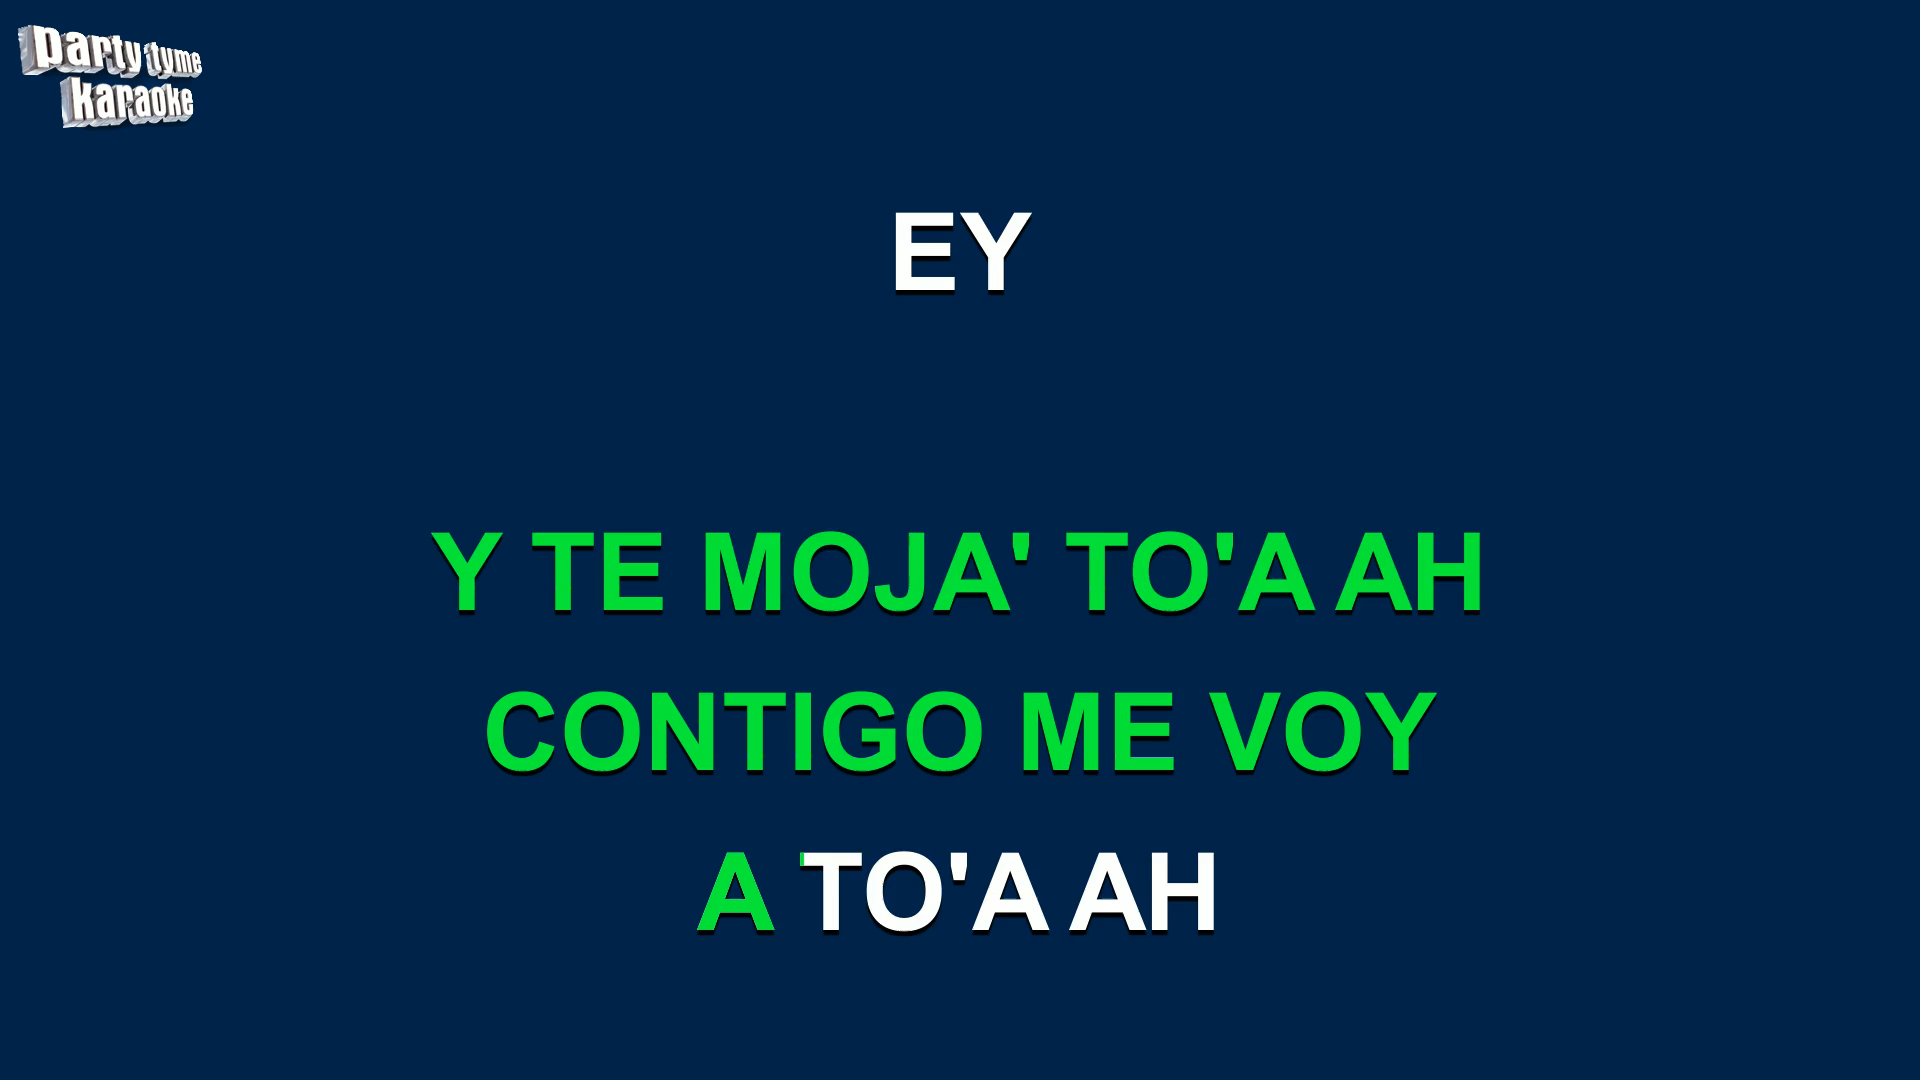 party tyme
karaoke
EY
Y TE MOJA' TO'A AH
CONTIGO ME VOY
A TO'A AH